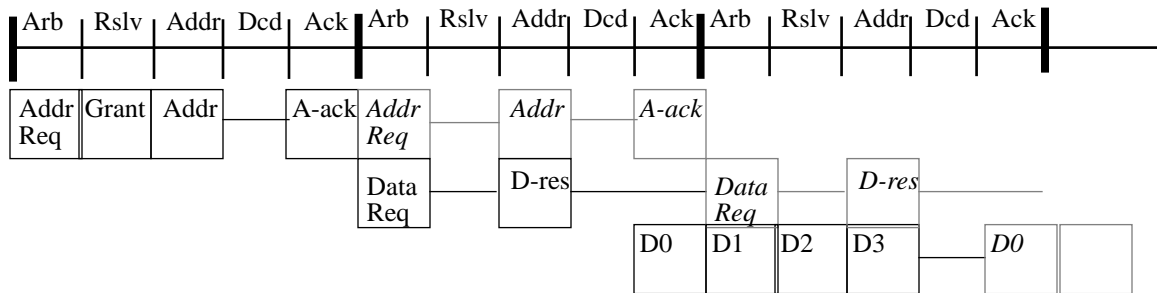 Arb Rslv Addr Dcd Ack Arb Rslv Addr Dcd Ack Arb Rslv Addr Dcd Ack
Addr Grant Addr A-ack Addr Addr A-ack
Req Req
Data D-res Data D-res
Req Req
D0 D1 D2 D3 D0